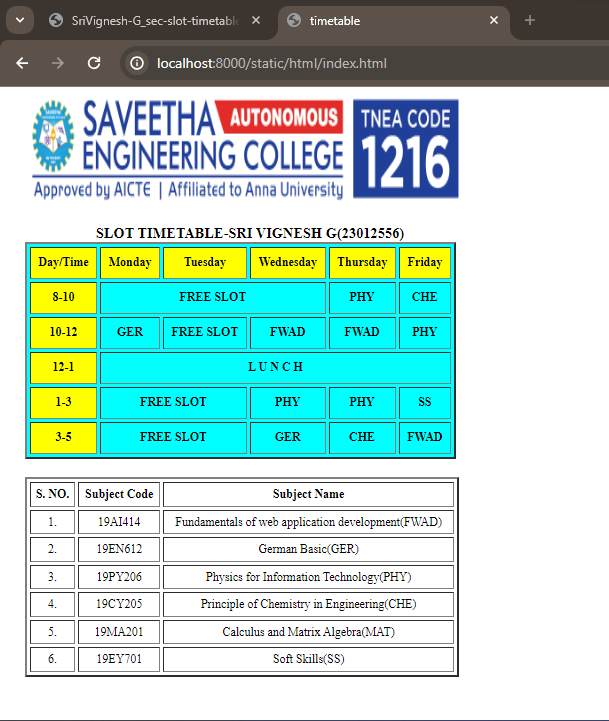 SriVignesh-G_sec-slot-timetabl
timetable
localhost:8000/static/html/index.html
SAVEETHA AUTONOMOUS
ENGINEERING COLLEGE
Approved by AICTE | Affiliated to Anna University
TNEA CODE
1216
SLOT TIMETABLE-SRI VIGNESH G(23012556)
Day/Time Monday Tuesday Wednesday Thursday Friday
8-10 FREE SLOT PHY CHE
10-12 GER FREE SLOT FWAD FWAD PHY
12-1 L U N C H
1-3 FREE SLOT PHY PHY SS
3-5 FREE SLOT GER CHE FWAD
S. NO. Subject Code Subject Name
1. 19AI414 Fundamentals of web application development(FWAD)
2. 19EN612 German Basic(GER)
3. 19PY206 Physics for Information Technology(PHY)
4. 19CY205 Principle of Chemistry in Engineering(CHE)
5. 19MA201 Calculus and Matrix Algebra(MAT)
6. 19EY701 Soft Skills(SS)